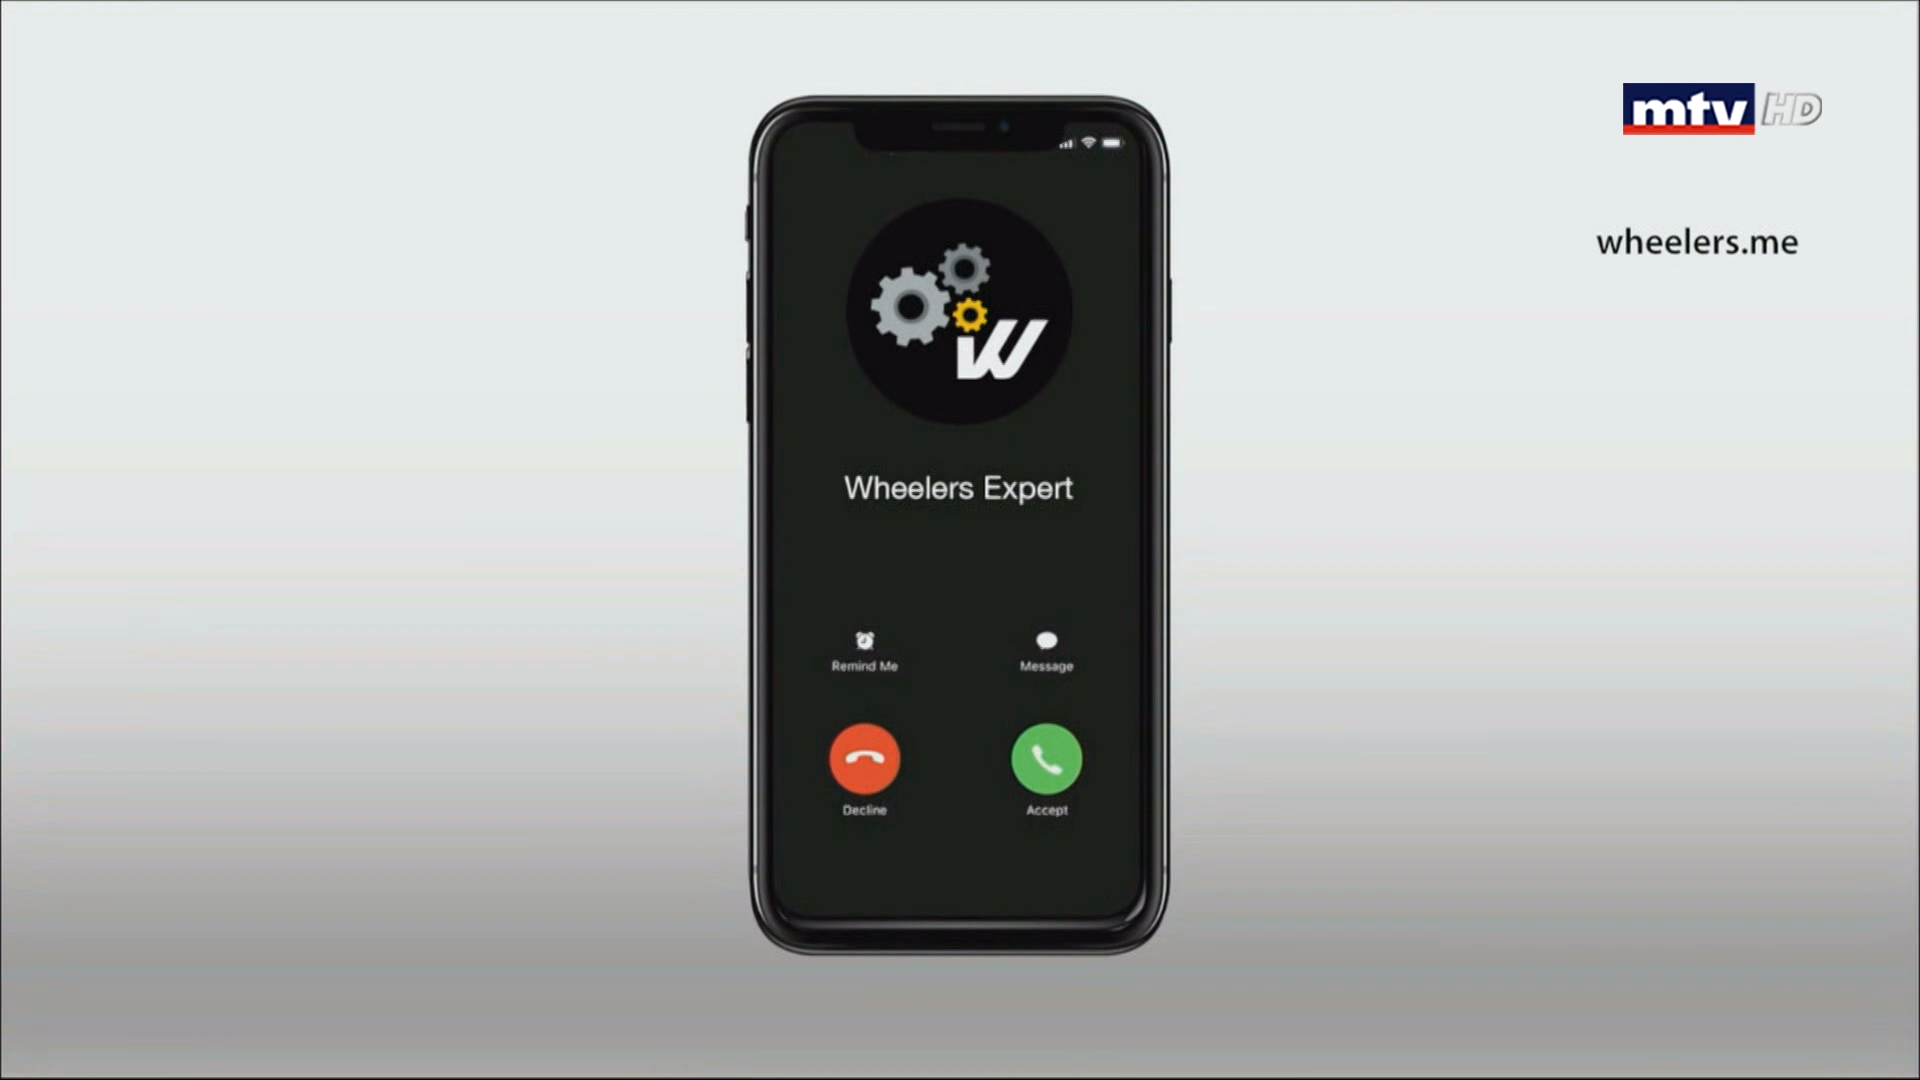 mtv HD
wheelers.me
W
Wheelers Expert
Remind Me
Message
Decline
Accept